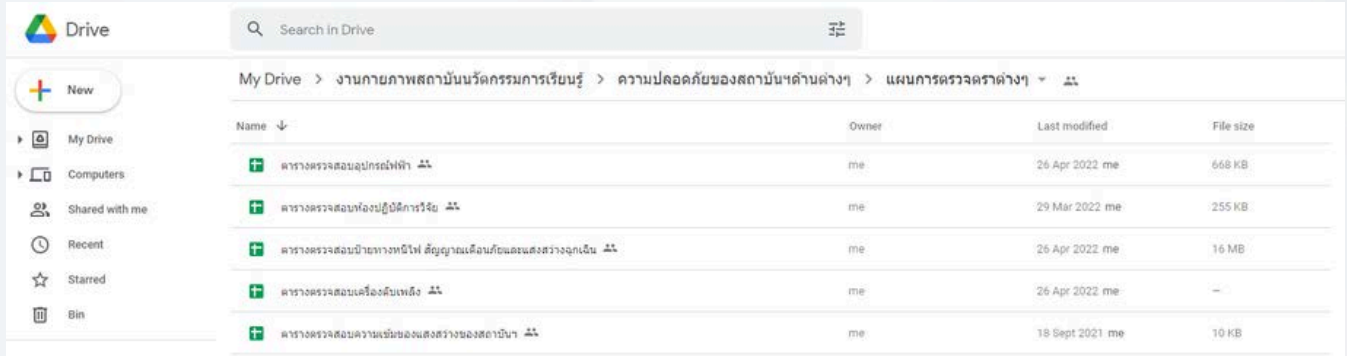 Drive
Search in Drive
New
My Drive
Computers
Shared with me
Recent
Starred
Bin
My Drive > งานกายภาพสถาบันนวัตกรรมการเรียนรู้ > ความปลอดภัยของสถาบันฯด้านต่างๆ > แผนการตรวจตราต่างๆ
Name Owner Last modified File size
ตารางตรวจสอบอุปกรณ์ไฟฟ้า me 26 Apr 2022 me 668 KB
ตารางตรวจสอบห้องปฏิบัติการวิจัย me 29 Mar 2022 me 255 KB
ตารางตรวจสอบป้ายทางหนีไฟ สัญญาณเตือนภัยและแสงสว่างฉุกเฉิน me 26 Apr 2022 me 16 MB
ตารางตรวจสอบเครื่องดับเพลิง me 26 Apr 2022 me –
ตารางตรวจสอบความเข้มของแสงสว่างของสถาบันฯ me 18 Sept 2021 me 10 KB